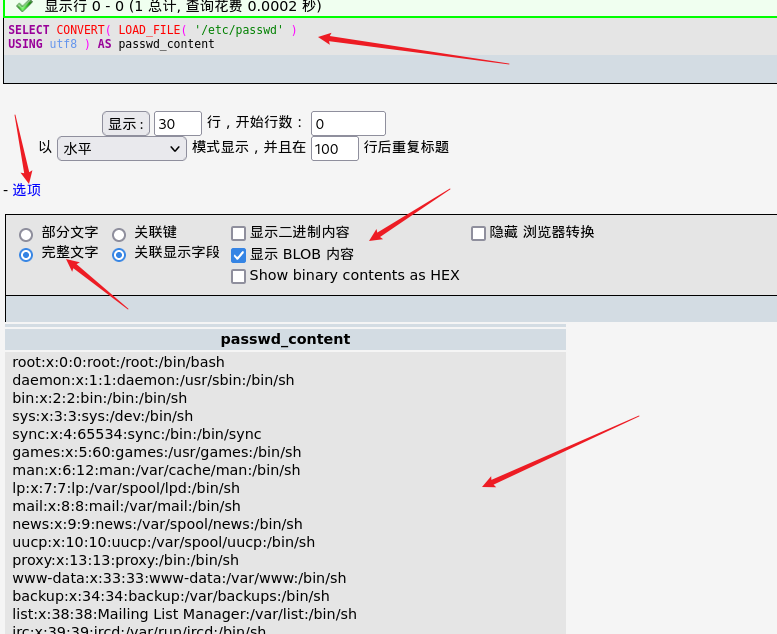 显示行 0 - 0 (1 总计, 查询花费 0.0002 秒)
SELECT CONVERT( LOAD_FILE( '/etc/passwd' )
USING utf8 ) AS passwd_content
显示 : 30 行，开始行数： 0
以 水平 模式显示，并且在 100 行后重复标题
- 选项
部分文字 关联键 显示二进制内容 隐藏 浏览器转换
完整文字 关联显示字段 显示 BLOB 内容
Show binary contents as HEX
passwd_content
root:x:0:0:root:/root:/bin/bash
daemon:x:1:1:daemon:/usr/sbin:/bin/sh
bin:x:2:2:bin:/bin:/bin/sh
sys:x:3:3:sys:/dev:/bin/sh
sync:x:4:65534:sync:/bin:/bin/sync
games:x:5:60:games:/usr/games:/bin/sh
man:x:6:12:man:/var/cache/man:/bin/sh
lp:x:7:7:lp:/var/spool/lpd:/bin/sh
mail:x:8:8:mail:/var/mail:/bin/sh
news:x:9:9:news:/var/spool/news:/bin/sh
uucp:x:10:10:uucp:/var/spool/uucp:/bin/sh
proxy:x:13:13:proxy:/bin:/bin/sh
www-data:x:33:33:www-data:/var/www:/bin/sh
backup:x:34:34:backup:/var/backups:/bin/sh
list:x:38:38:Mailing List Manager:/var/list:/bin/sh
irc:x:39:39:ircd:/var/run/ircd:/bin/sh